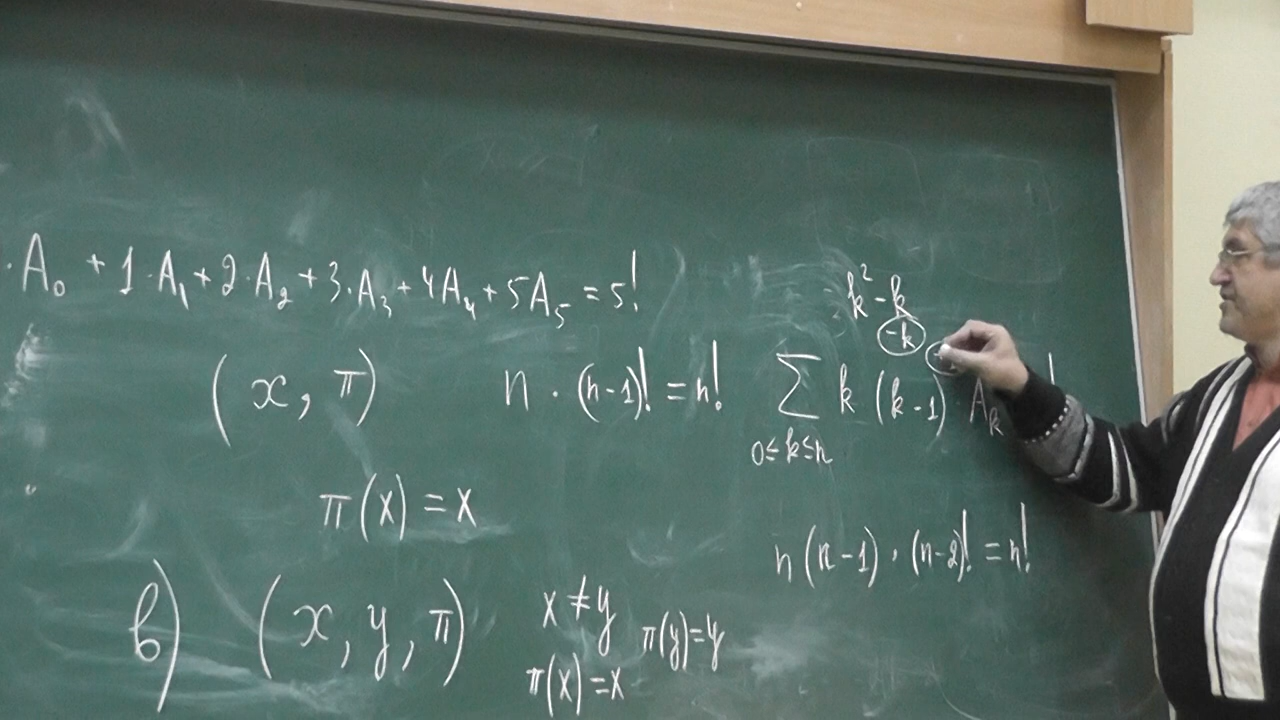 · A₀ + 1·A₁ + 2·A₂ + 3·A₃ + 4A₄ + 5A₅ = 5!
k² - k
-k
(x, π)
n · (n-1)! = n!
∑ k (k-1) A_k !
0≤k≤n
π(x) = x
n(n-1) · (n-2)! = n!
в)
(x, y, π)
x ≠ y
π(y)=y
π(x)=x